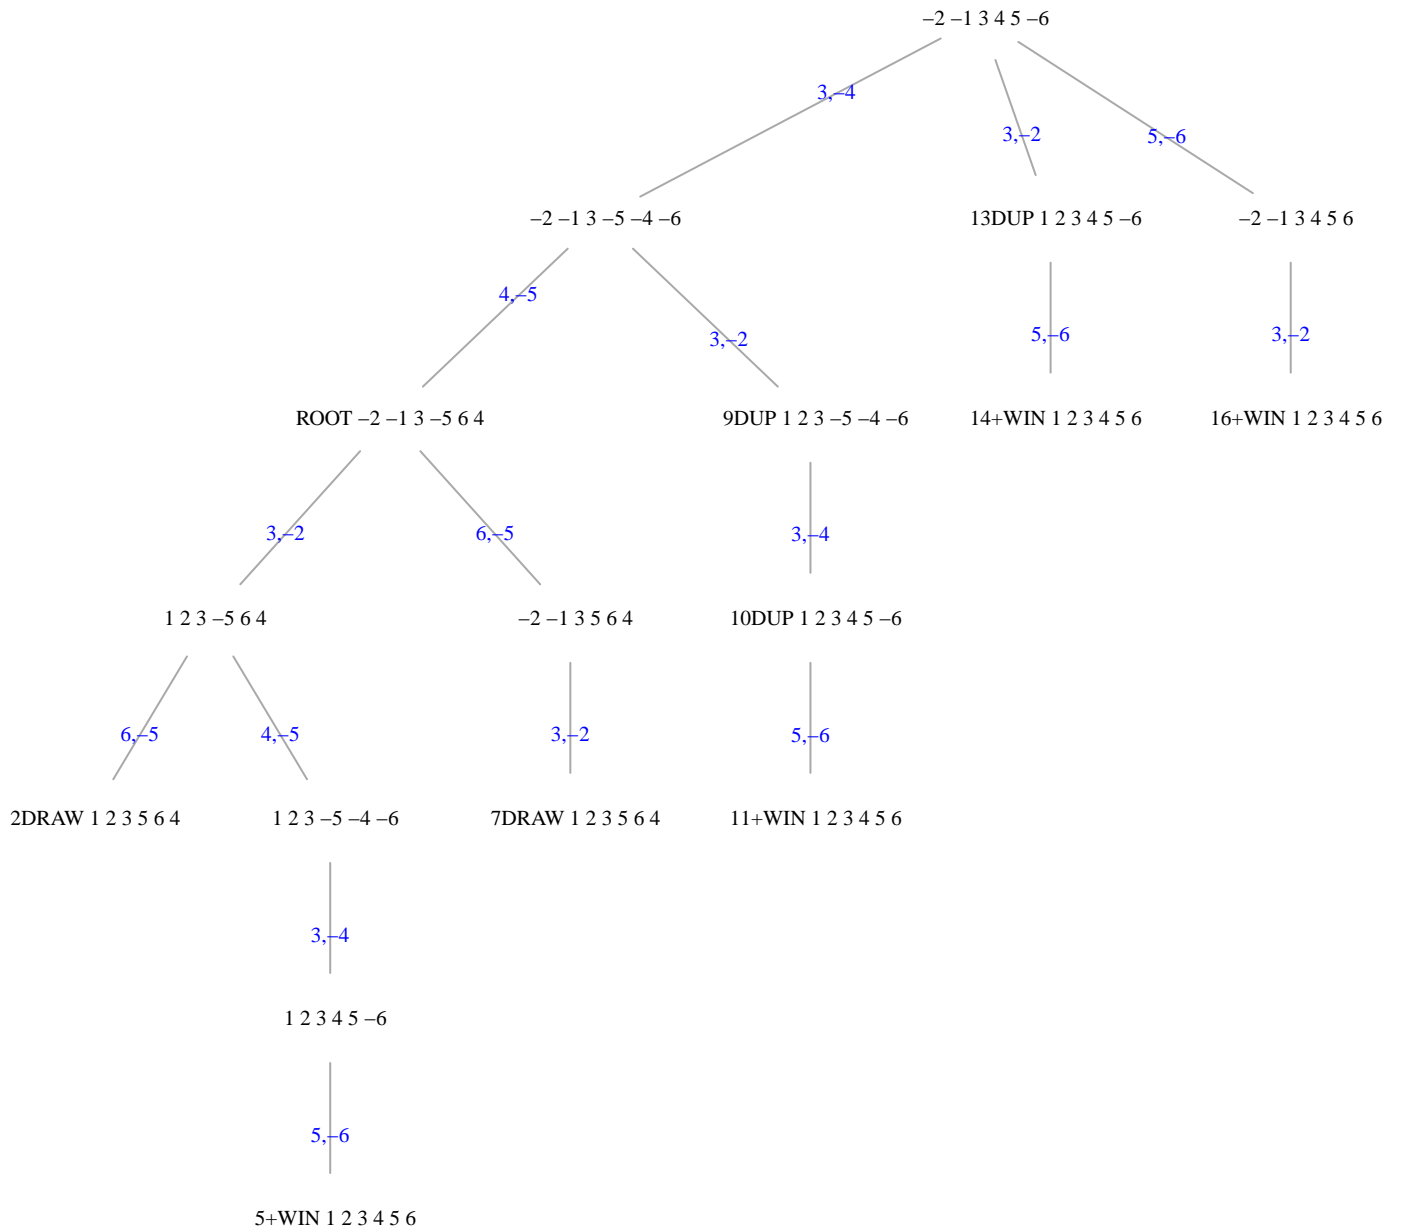 −2 −1 3 4 5 −6
3,−4
3,−2
5,−6
−2 −1 3 −5 −4 −6
13DUP 1 2 3 4 5 −6
−2 −1 3 4 5 6
4,−5
3,−2
5,−6
3,−2
ROOT −2 −1 3 −5 6 4
9DUP 1 2 3 −5 −4 −6
14+WIN 1 2 3 4 5 6
16+WIN 1 2 3 4 5 6
3,−2
6,−5
3,−4
1 2 3 −5 6 4
−2 −1 3 5 6 4
10DUP 1 2 3 4 5 −6
6,−5
4,−5
3,−2
5,−6
2DRAW 1 2 3 5 6 4
1 2 3 −5 −4 −6
7DRAW 1 2 3 5 6 4
11+WIN 1 2 3 4 5 6
3,−4
1 2 3 4 5 −6
5,−6
5+WIN 1 2 3 4 5 6